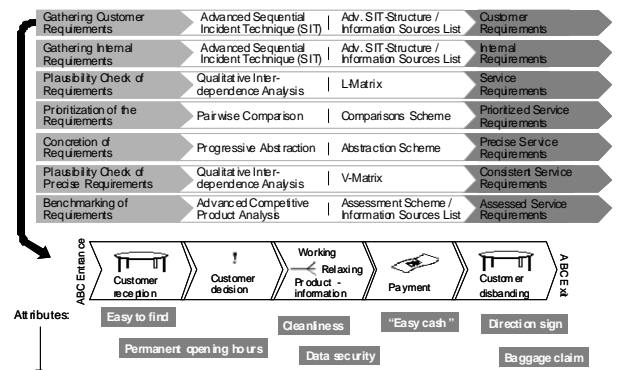 Gathering Customer
Requirements
Advanced Sequential
Incident Technique (SIT)
Adv. SIT-Structure /
Information Sources List
Customer
Requirements
Gathering Internal
Requirements
Advanced Sequential
Incident Technique (SIT)
Adv. SIT-Structure /
Information Sources List
Internal
Requirements
Plausibility Check of
Requirements
Qualitative Inter-
dependence Analysis
L-Matrix
Service
Requirements
Prioritization of the
Requirements
Pairwise Comparison
Comparisons Scheme
Prioritized Service
Requirements
Concretion of
Requirements
Progressive Abstraction
Abstraction Scheme
Precise Service
Requirements
Plausibility Check of
Precise Requirements
Qualitative Inter-
dependence Analysis
V-Matrix
Consistent Service
Requirements
Benchmarking of
Requirements
Advanced Competitive
Product Analysis
Assessment Scheme /
Information Sources List
Assessed Service
Requirements
ABC Entrance
Customer
reception
!
Customer
decision
Working
Relaxing
Product -
information
Payment
Customer
disbanding
ABC Exit
Attributes:
Easy to find
Permanent opening hours
Cleanliness
Data security
“Easy cash”
Direction sign
Baggage claim